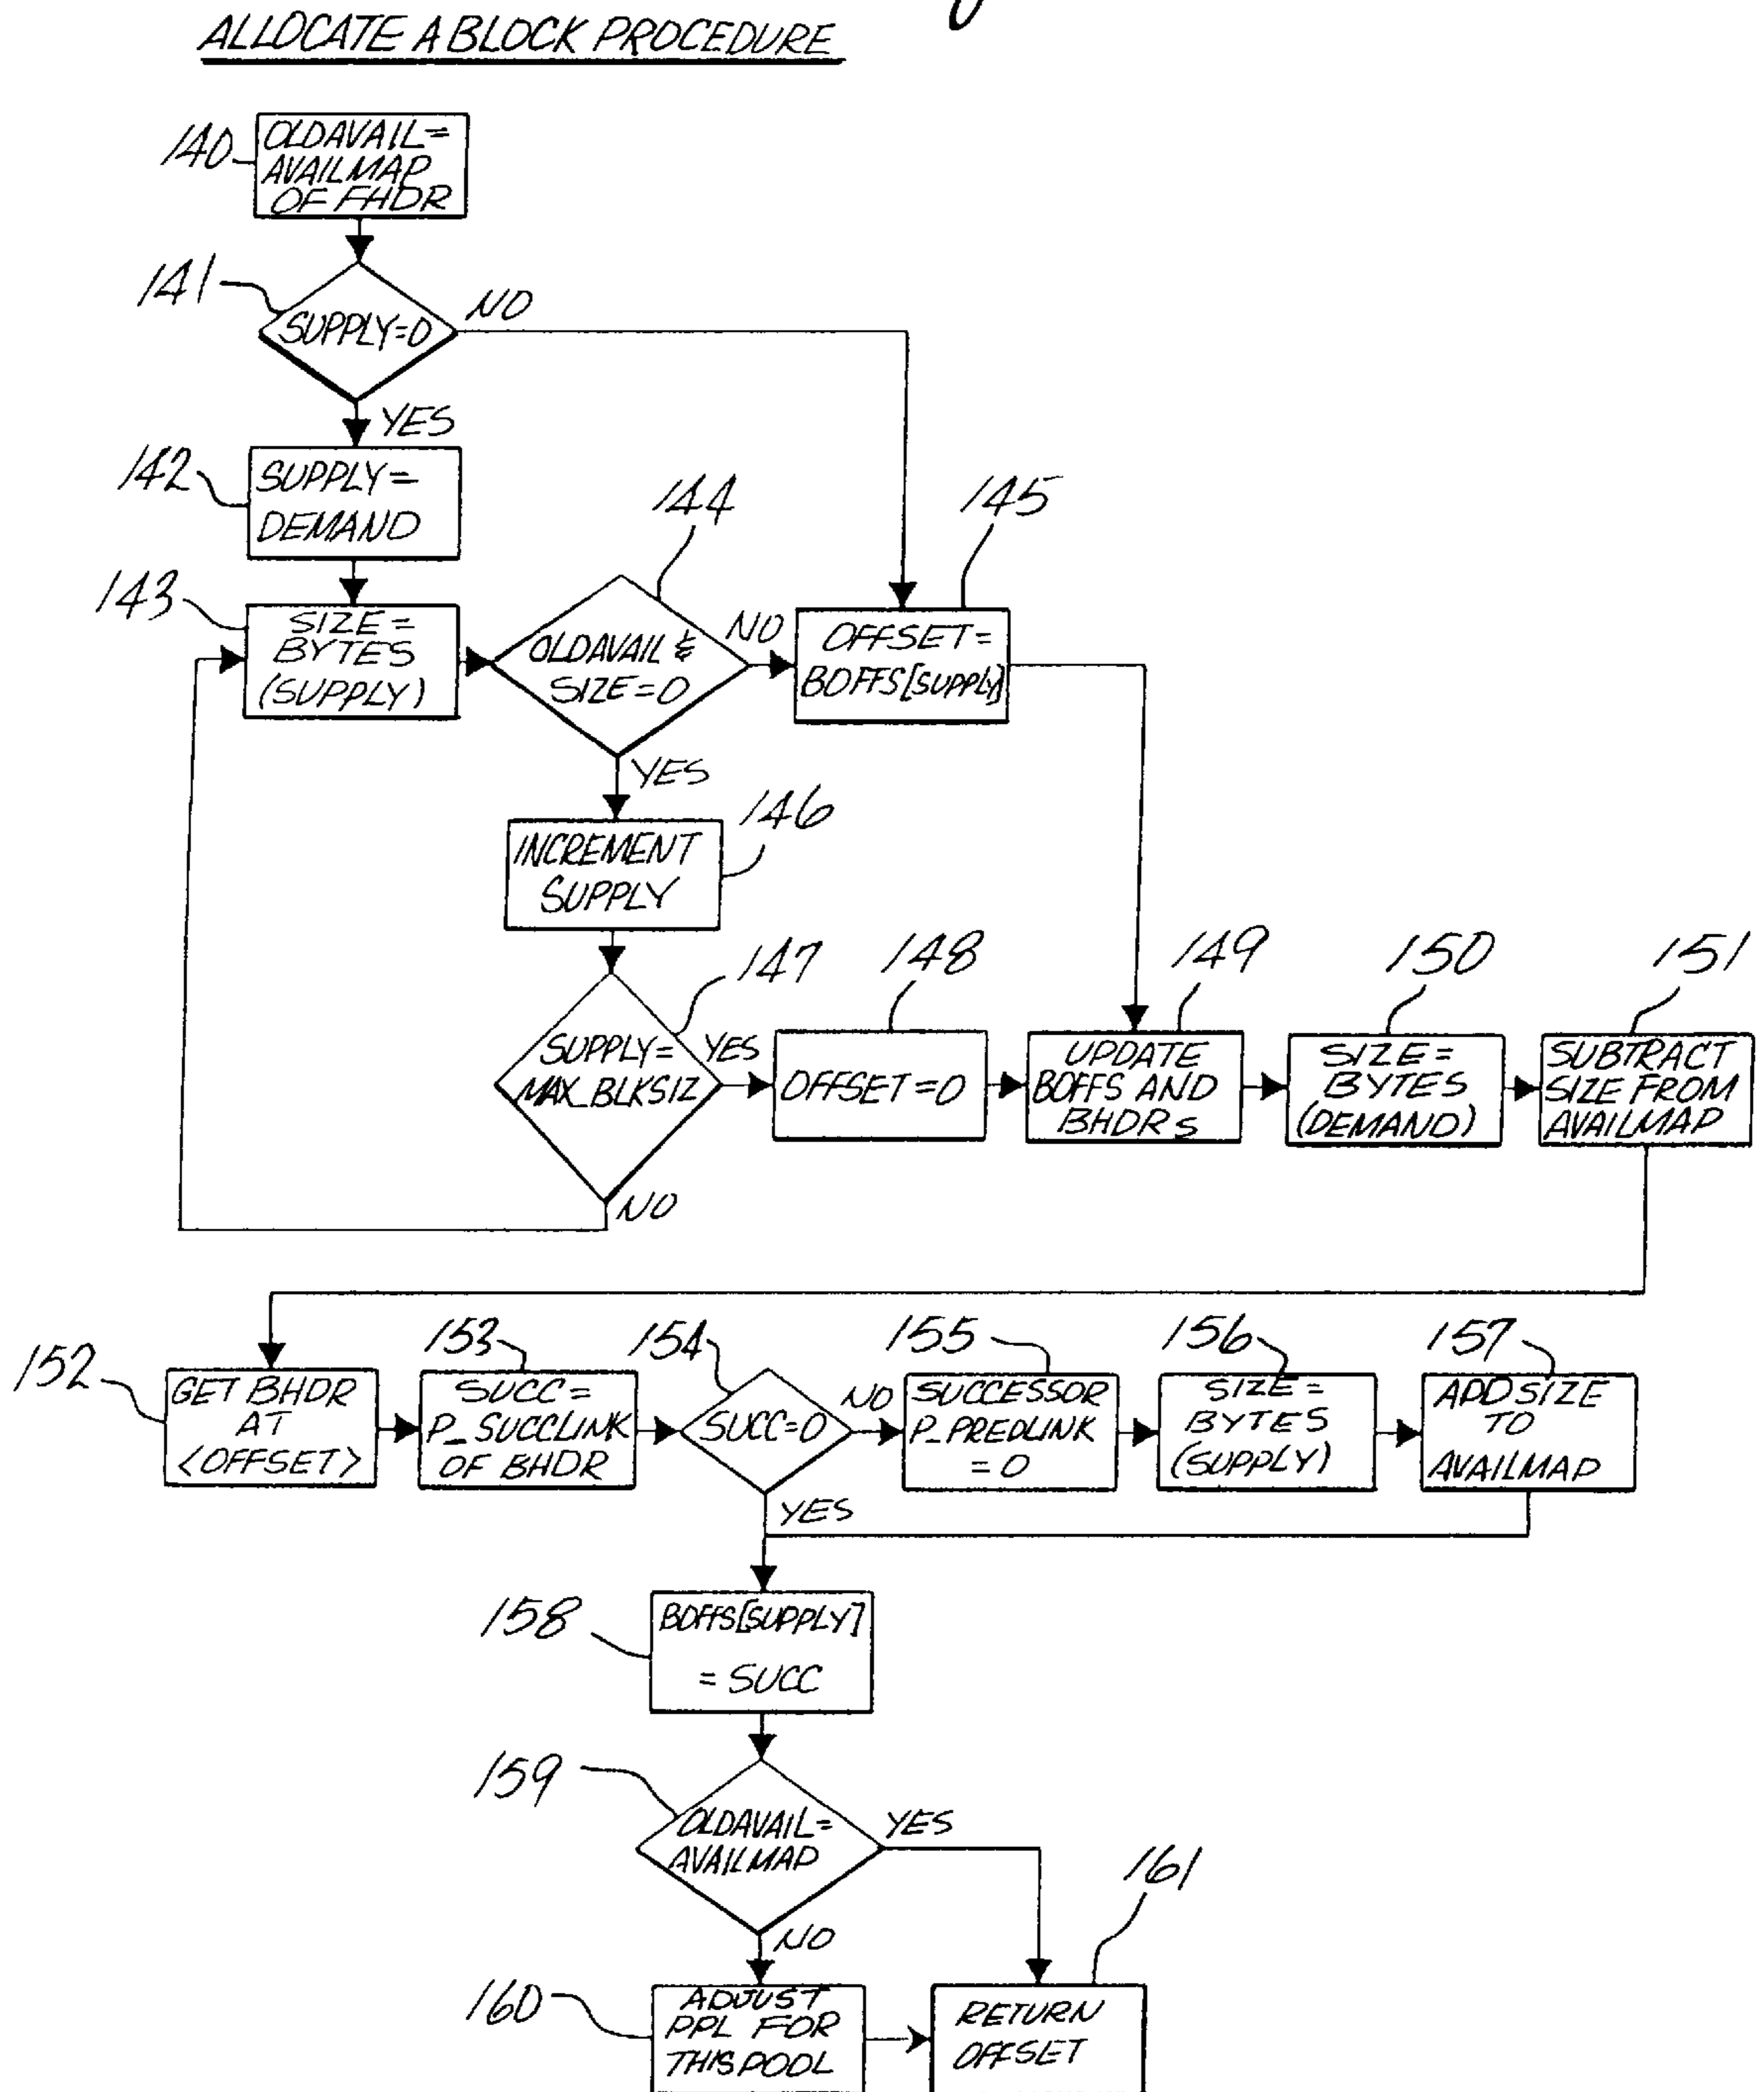 ALLOCATE A BLOCK PROCEDURE
140
OLDAVAIL=
AVAILMAP
OF FHDR
141
SUPPLY=0
NO
YES
142
SUPPLY=
DEMAND
143
SIZE=
BYTES
(SUPPLY)
144
OLDAVAIL &
SIZE=0
NO
YES
145
OFFSET=
BOFFS[SUPPLY]
146
INCREMENT
SUPPLY
147
SUPPLY=
MAX_BLKSIZ
YES
NO
148
OFFSET=0
149
UPDATE
BOFFS AND
BHDRs
150
SIZE=
BYTES
(DEMAND)
151
SUBTRACT
SIZE FROM
AVAILMAP
152
GET BHDR
AT
<OFFSET>
153
SUCC=
P_SUCCLINK
OF BHDR
154
SUCC=0
NO
YES
155
SUCCESSOR
P_PREDLINK
=0
156
SIZE=
BYTES
(SUPPLY)
157
ADD SIZE
TO
AVAILMAP
158
BOFFS[SUPPLY]
= SUCC
159
OLDAVAIL=
AVAILMAP
YES
NO
160
ADJUST
PPL FOR
THIS POOL
161
RETURN
OFFSET